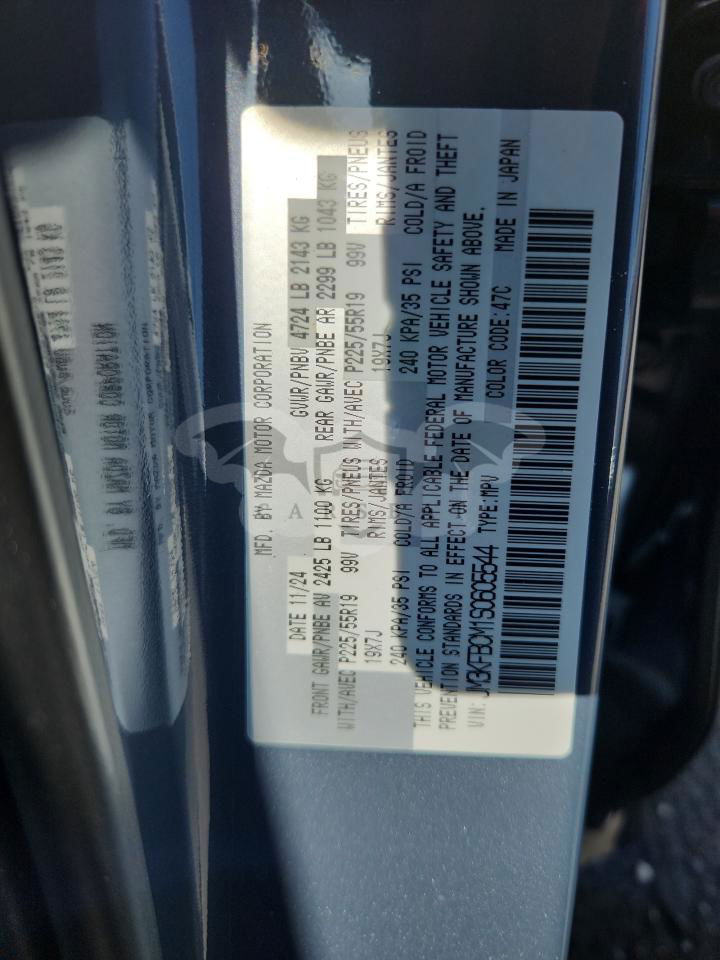 MFD. BY MAZDA MOTOR CORPORATION
DATE 11/24 GVWR/PNBV 4724 LB 2143 KG
FRONT GAWR/PNBE AV 2425 LB 1100 KG REAR GAWR/PNBE AR 2299 LB 1043 KG
WITH/AVEC P225/55R19 99V TIRES/PNEUS WITH/AVEC P225/55R19 99V TIRES/PNEUS
19X7J RIMS/JANTES 19X7J RIMS/JANTES
240 KPA/35 PSI COLD/A FROID 240 KPA/35 PSI COLD/A FROID
THIS VEHICLE CONFORMS TO ALL APPLICABLE FEDERAL MOTOR VEHICLE SAFETY AND THEFT
PREVENTION STANDARDS IN EFFECT ON THE DATE OF MANUFACTURE SHOWN ABOVE.
VIN: JM3KFBCM1S0605544 TYPE:MPV COLOR CODE:47C MADE IN JAPAN